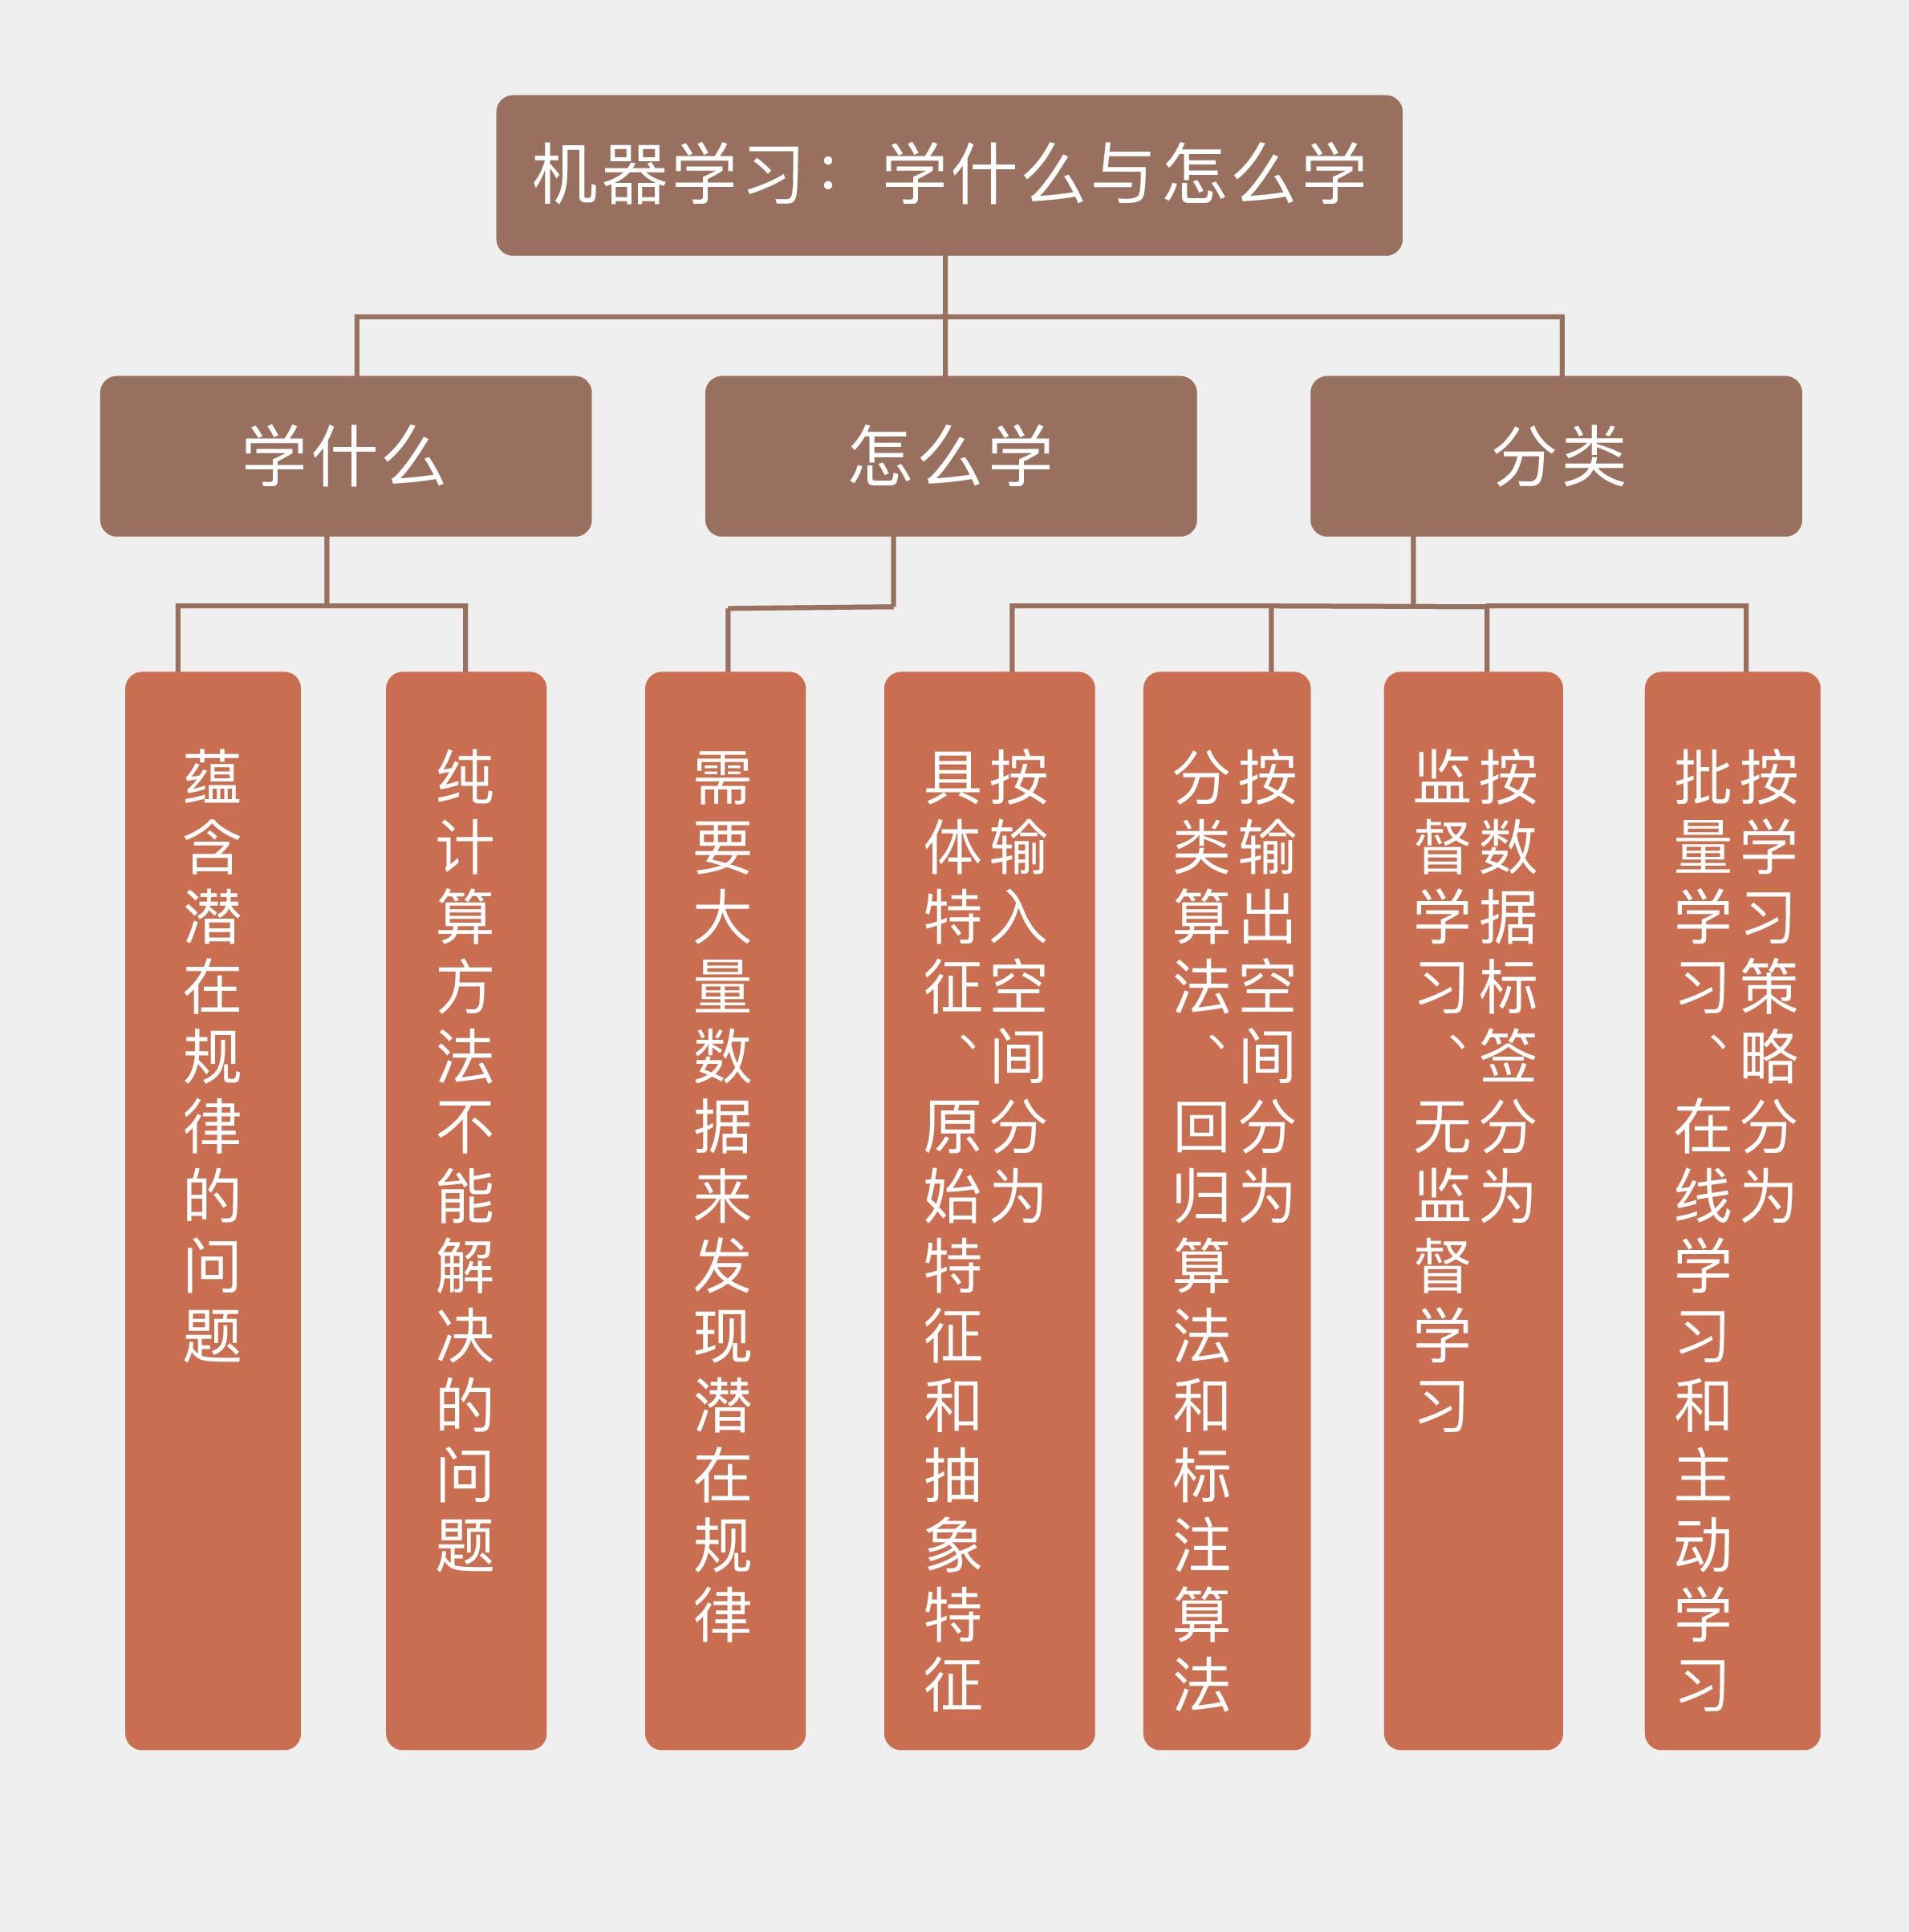 机器学习：学什么与怎么学
学什么
怎么学
分类
蕴含潜在规律的问题
纯计算方法不能解决的问题
需要大量数据来发现潜在规律
按输入空间分为
具体特征、原始特征和抽象特征
按输出空间分为
分类算法、回归算法和标注算法
按数据标签分为
监督学习、无监督学习
按学习策略分为
批量学习、在线学习和主动学习